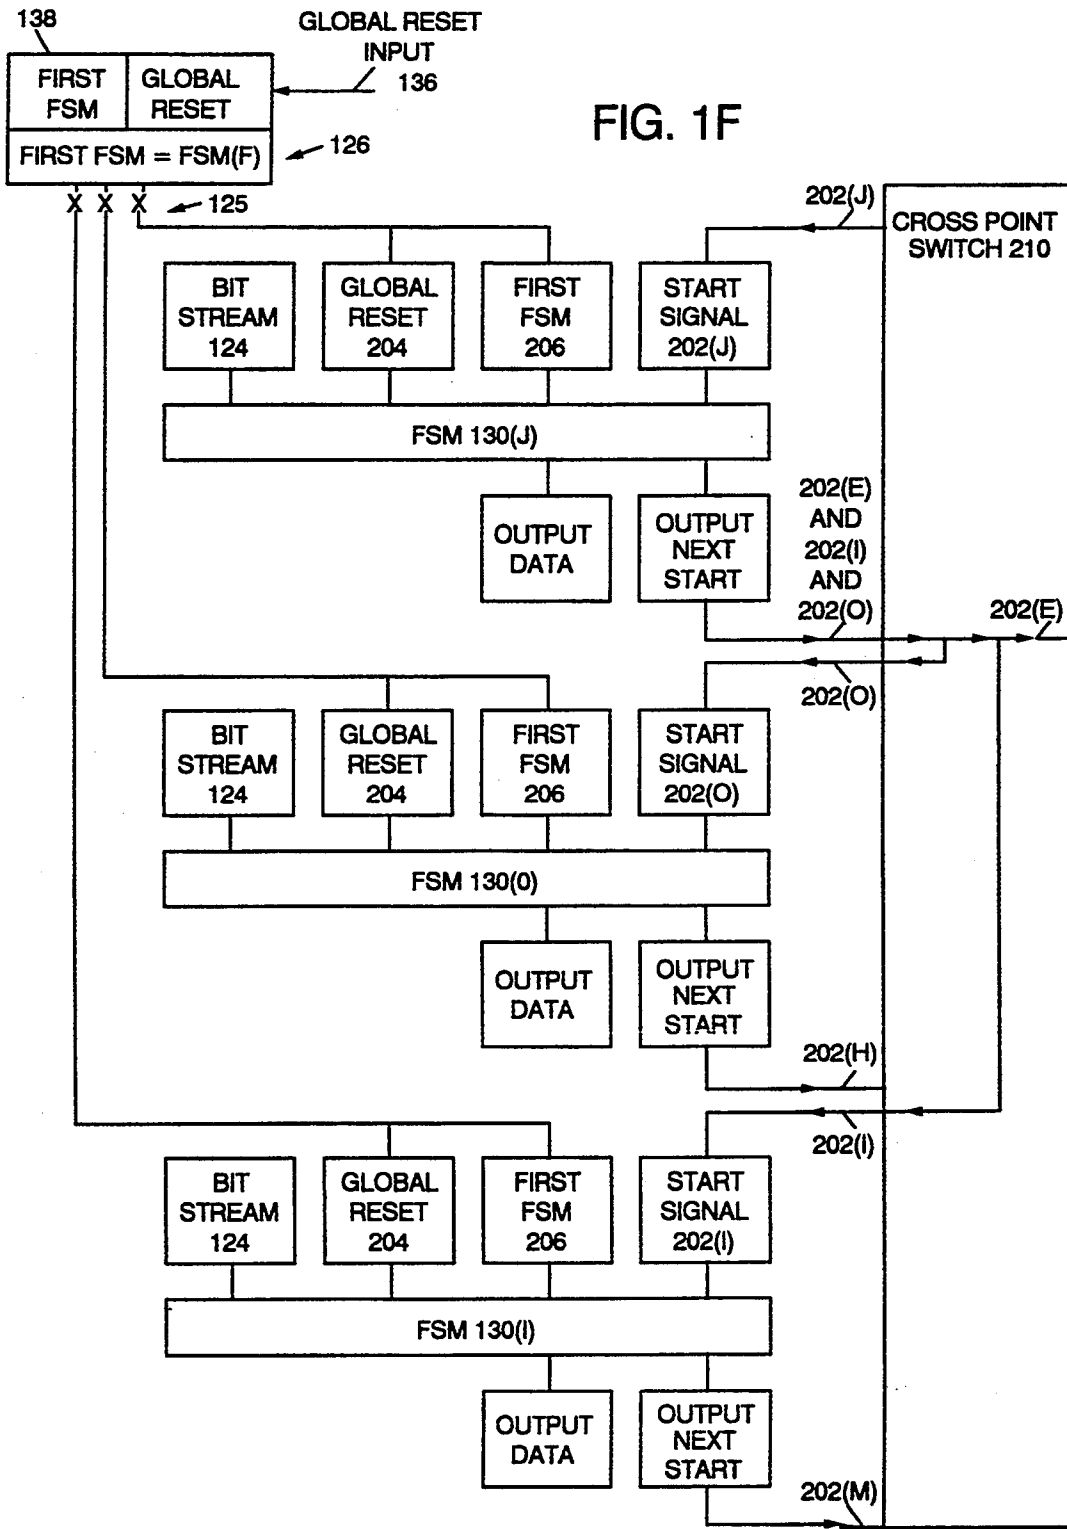 138
GLOBAL RESET
INPUT
136
FIRST
FSM
GLOBAL
RESET
FIRST FSM = FSM(F)
126
FIG. 1F
X X X
125
202(J)
CROSS POINT
SWITCH 210
BIT
STREAM
124
GLOBAL
RESET
204
FIRST
FSM
206
START
SIGNAL
202(J)
FSM 130(J)
OUTPUT
DATA
OUTPUT
NEXT
START
202(E)
AND
202(I)
AND
202(O)
202(E)
202(O)
BIT
STREAM
124
GLOBAL
RESET
204
FIRST
FSM
206
START
SIGNAL
202(O)
FSM 130(0)
OUTPUT
DATA
OUTPUT
NEXT
START
202(H)
202(I)
BIT
STREAM
124
GLOBAL
RESET
204
FIRST
FSM
206
START
SIGNAL
202(I)
FSM 130(I)
OUTPUT
DATA
OUTPUT
NEXT
START
202(M)